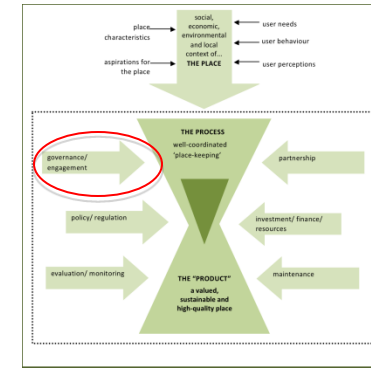 social,
economic,
environmental
and local
context of...
THE PLACE
place
characteristics
aspirations for
the place
user needs
user behaviour
user perceptions
THE PROCESS
well-coordinated
'place-keeping'
governance/
engagement
partnership
policy/ regulation
investment/ finance/
resources
evaluation/ monitoring
maintenance
THE "PRODUCT"
a valued,
sustainable and
high-quality place